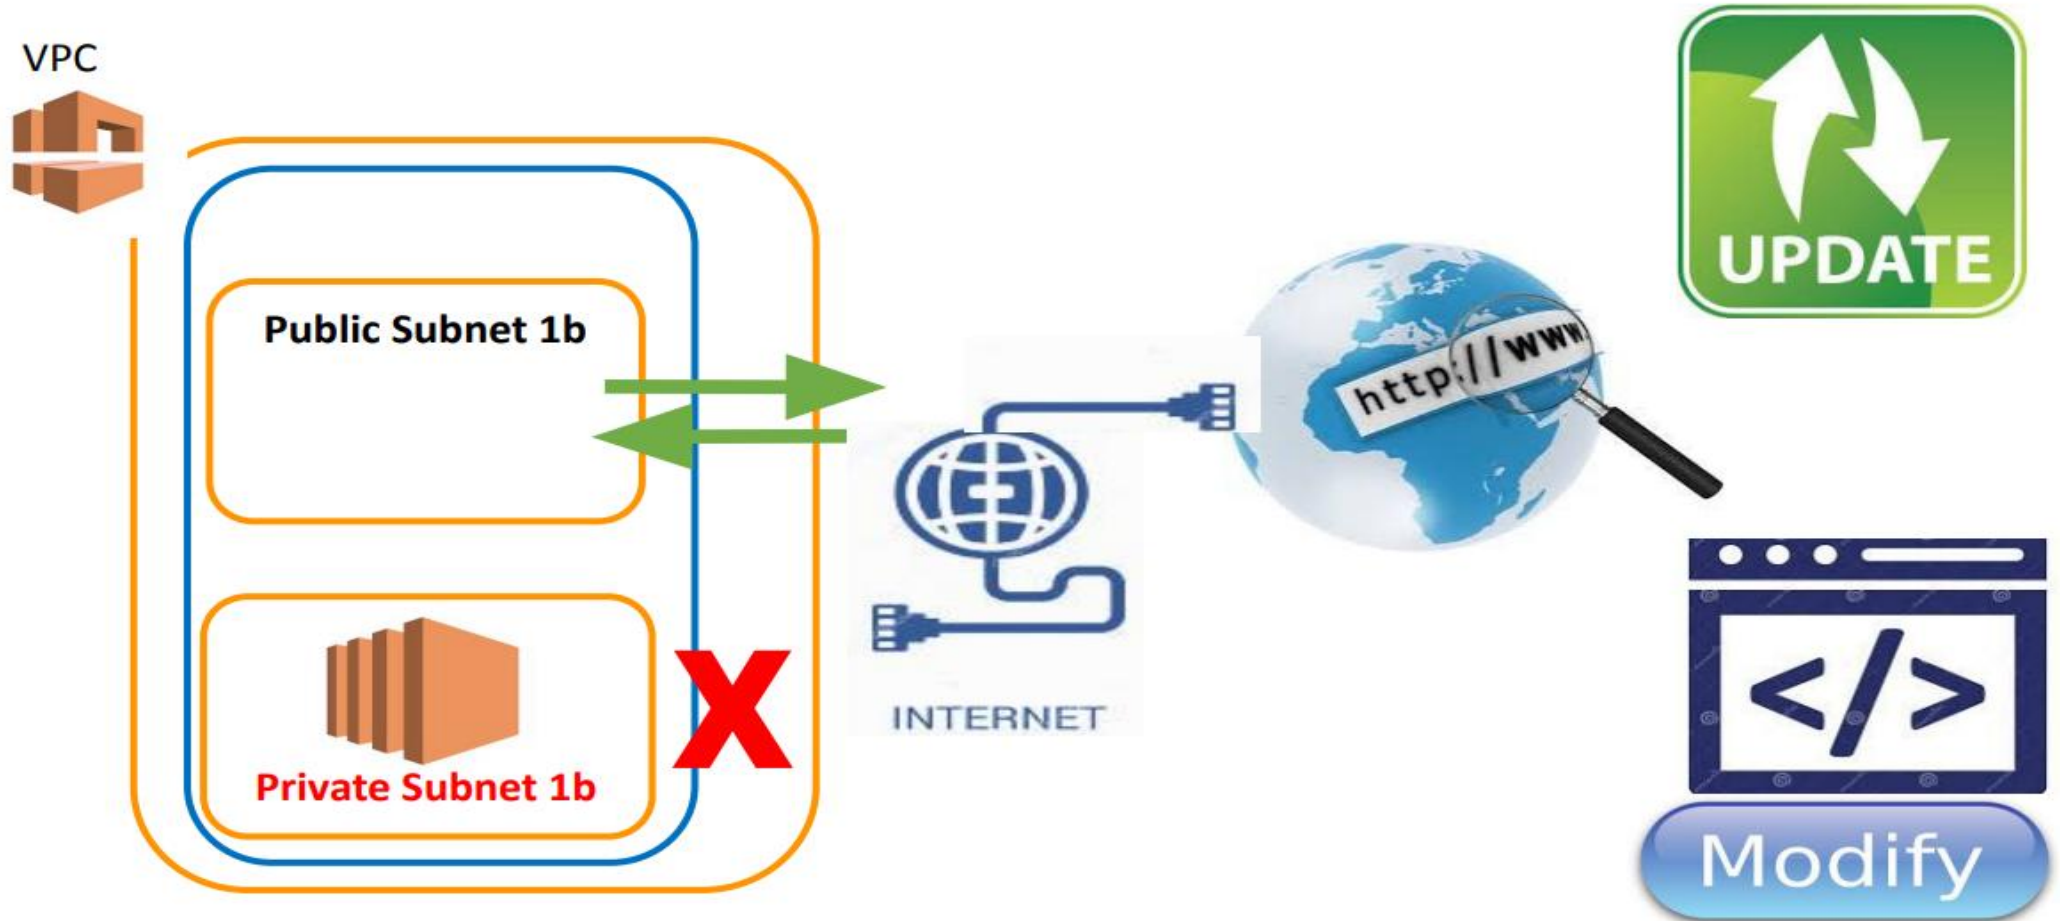 VPC
UPDATE
Public Subnet 1b
http://www.
INTERNET
</>
Private Subnet 1b
Modify